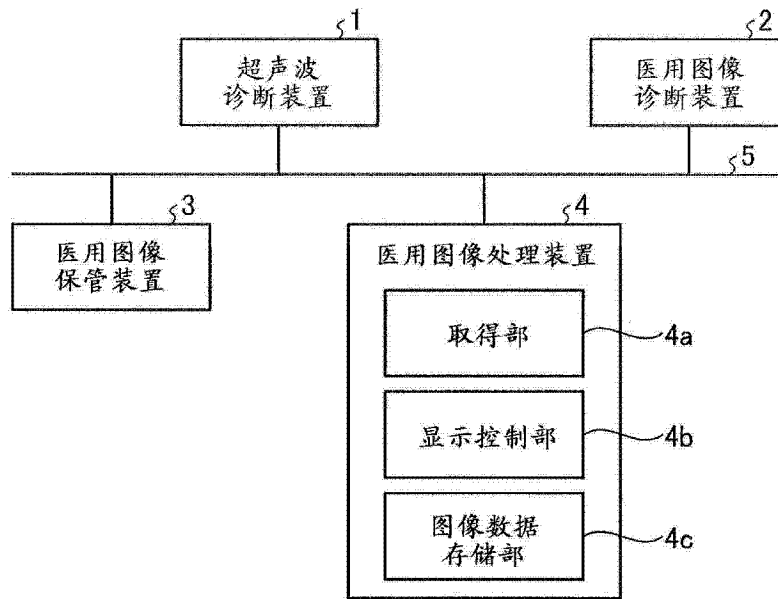 1
超声波
诊断装置
2
医用图像
诊断装置
5
3
医用图像
保管装置
4
医用图像处理装置
取得部
4a
显示控制部
4b
图像数据
存储部
4c